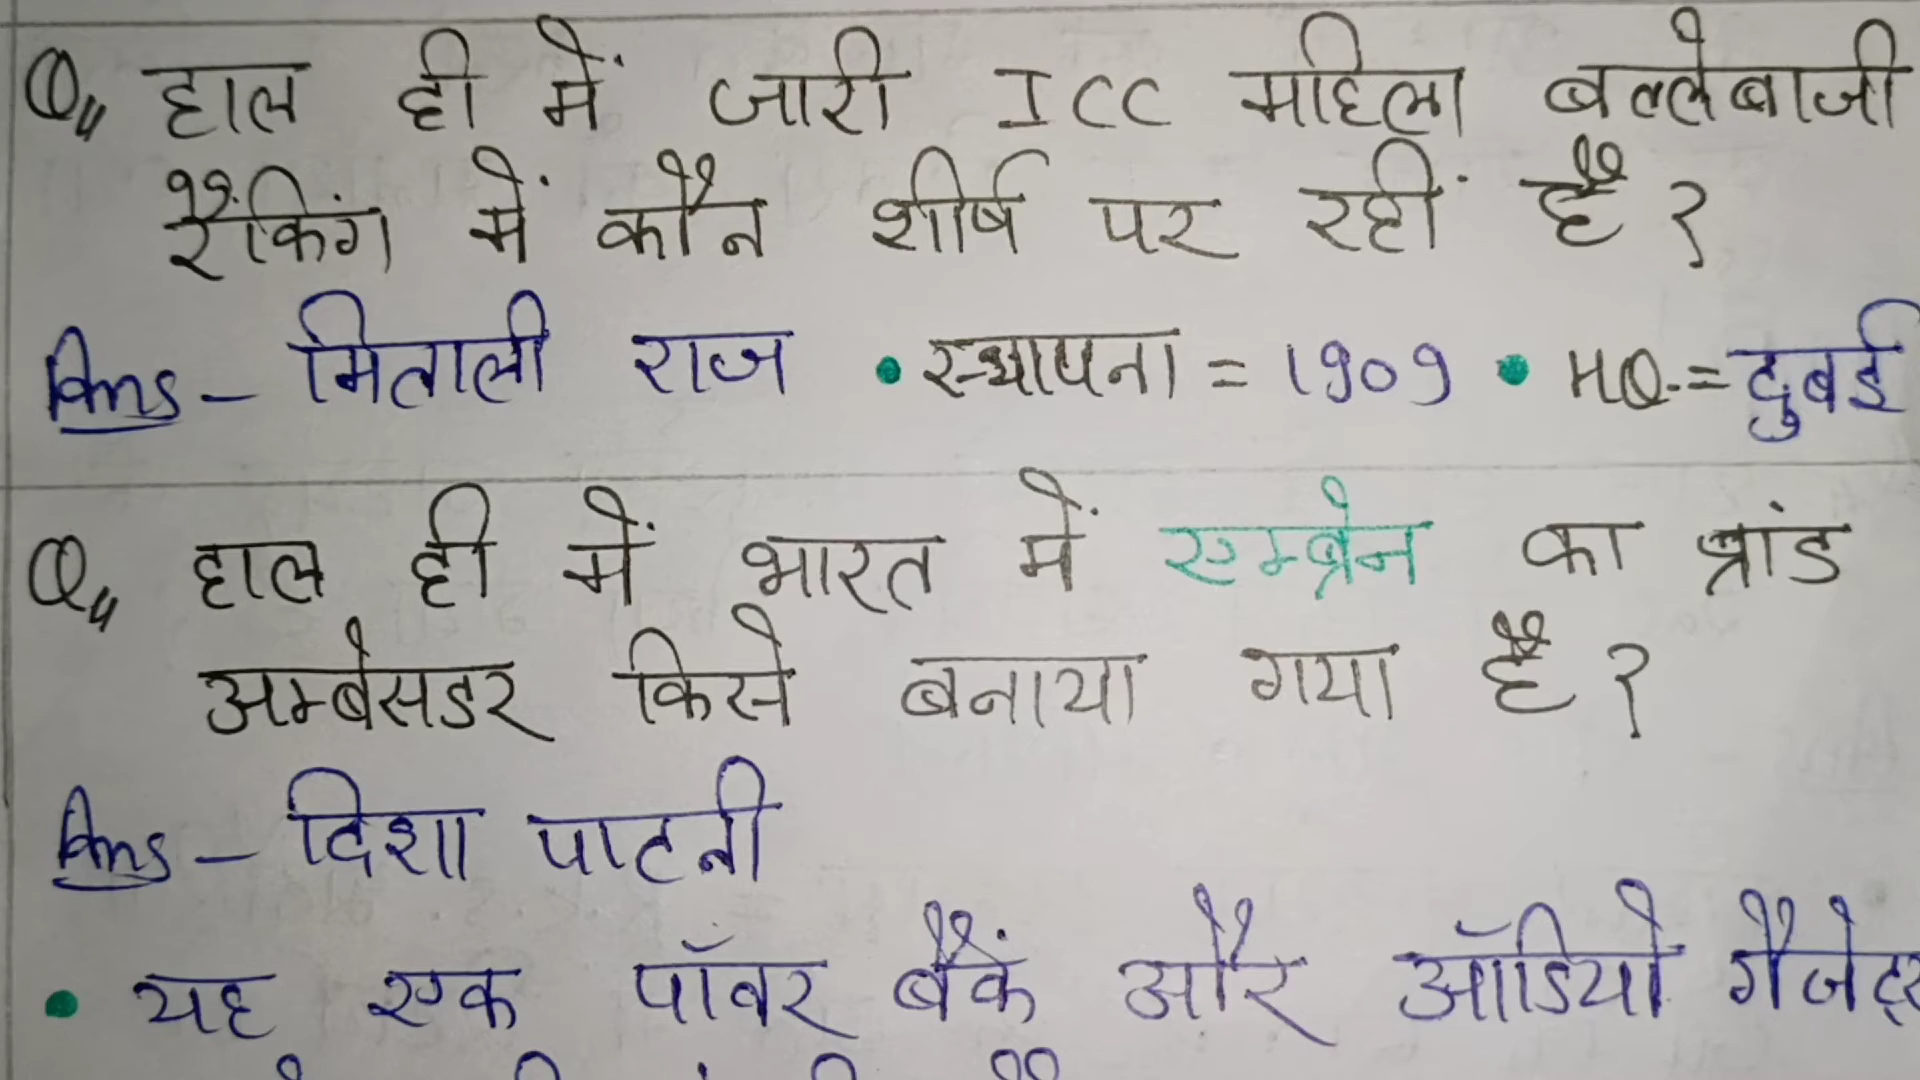 Q,, हाल ही में जारी ICC महिला बल्लेबाजी
रैंकिंग में कौन शीर्ष पर रहीं है ?
Ans - मिताली राज • स्थापना = 1909 • HQ. = दुबई
Q,, हाल ही में भारत में एम्ब्रेन का ब्रांड
अम्बेसडर किसे बनाया गया है ?
Ans - दिशा पाटनी
• यह एक पॉवर बैंक और ऑडियो गैजेट्स